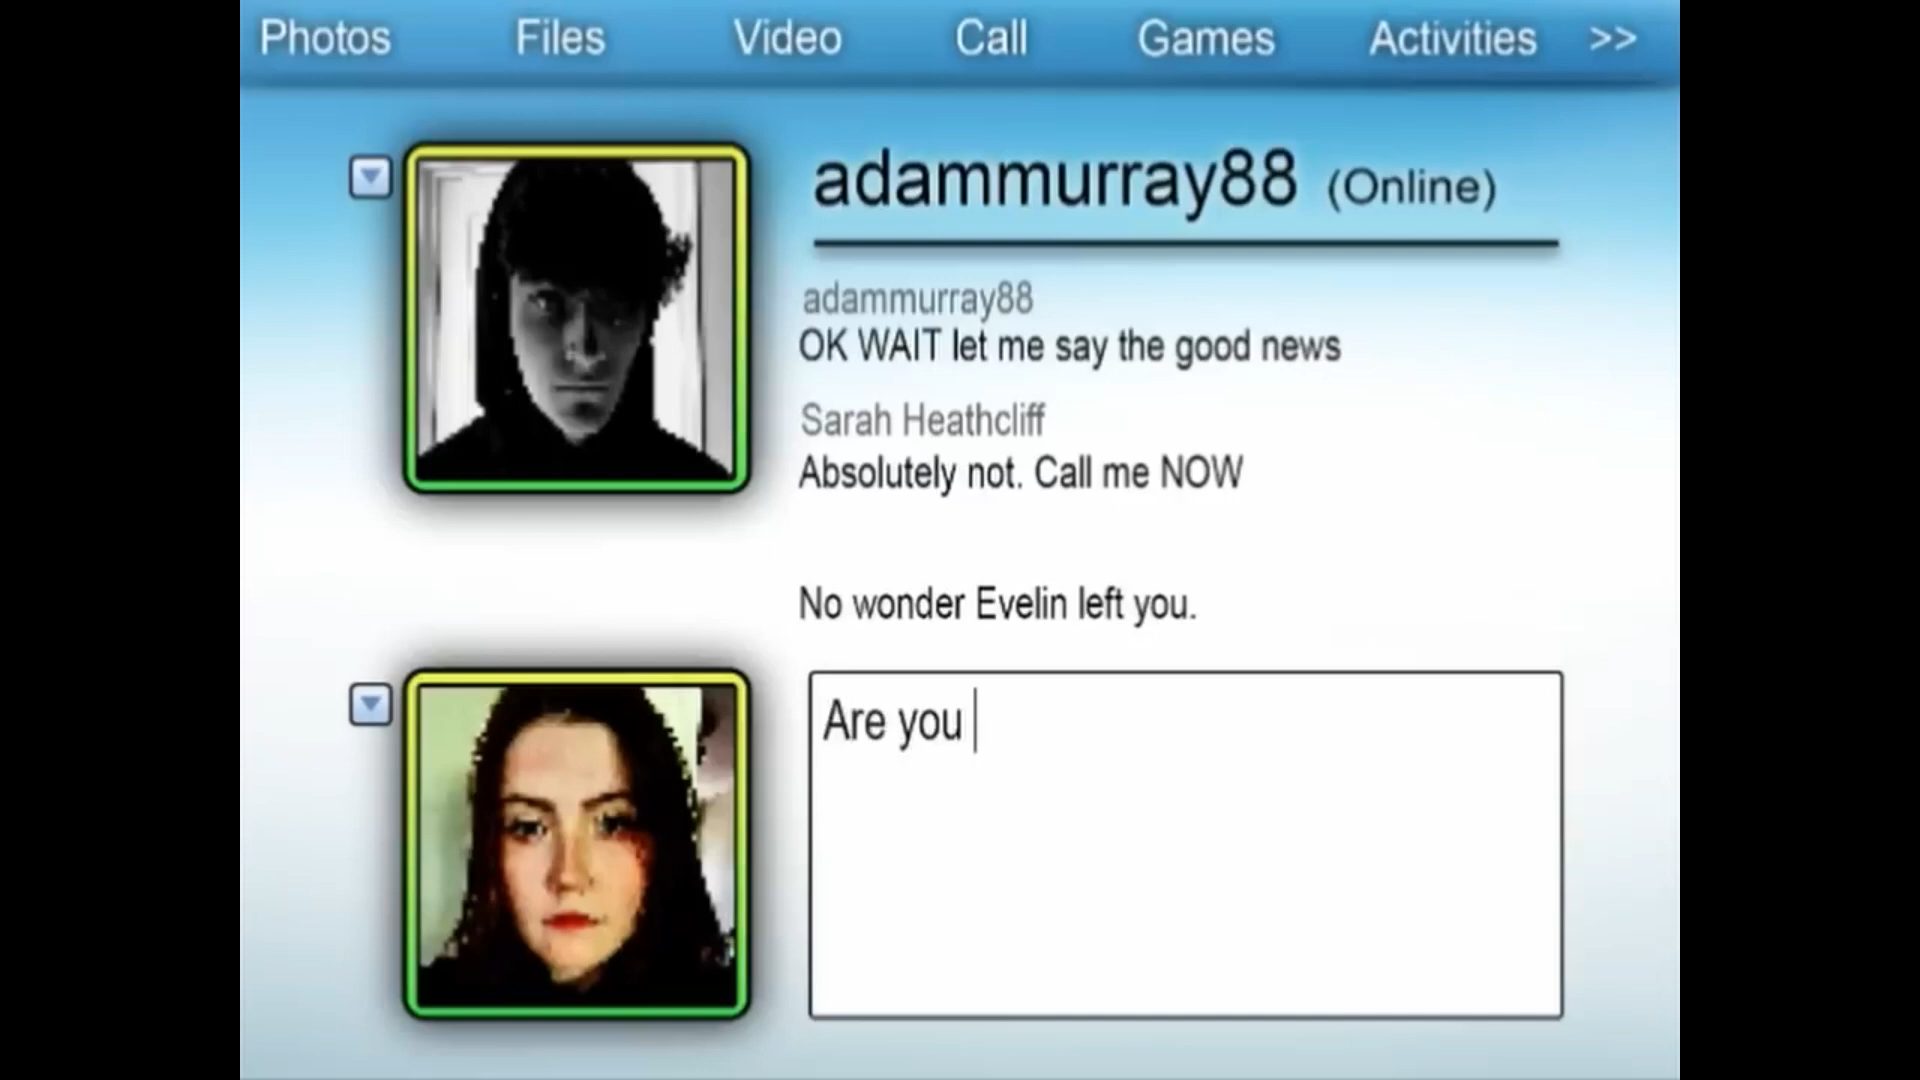 Photos Files Video Call Games Activities >>
adammurray88 (Online)
adammurray88
OK WAIT let me say the good news
Sarah Heathcliff
Absolutely not. Call me NOW
No wonder Evelin left you.
Are you